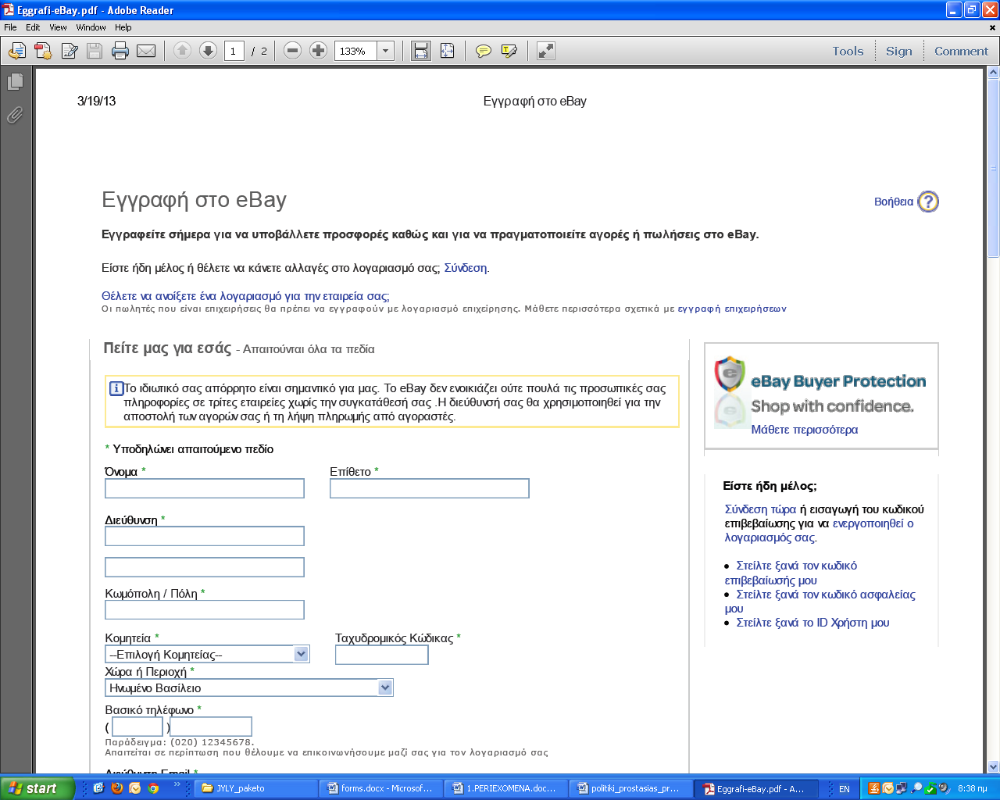 Eggrafi-eBay.pdf - Adobe Reader
File Edit View Window Help
1 / 2 133% Tools Sign Comment
3/19/13 Εγγραφή στο eBay
Εγγραφή στο eBay
Βοήθεια ?
Εγγραφείτε σήμερα για να υποβάλλετε προσφορές καθώς και για να πραγματοποιείτε αγορές ή πωλήσεις στο eBay.
Είστε ήδη μέλος ή θέλετε να κάνετε αλλαγές στο λογαριασμό σας; Σύνδεση.
Θέλετε να ανοίξετε ένα λογαριασμό για την εταιρεία σας;
Οι πωλητές που είναι επιχειρήσεις θα πρέπει να εγγραφούν με λογαριασμό επιχείρησης. Μάθετε περισσότερα σχετικά με εγγραφή επιχειρήσεων
Πείτε μας για εσάς - Απαιτούνται όλα τα πεδία
Το ιδιωτικό σας απόρρητο είναι σημαντικό για μας. Το eBay δεν ενοικιάζει ούτε πουλά τις προσωπικές σας
πληροφορίες σε τρίτες εταιρείες χωρίς την συγκατάθεσή σας .Η διεύθυνσή σας θα χρησιμοποιηθεί για την
αποστολή των αγορών σας ή τη λήψη πληρωμής από αγοραστές.
* Υποδηλώνει απαιτούμενο πεδίο
Όνομα * Επίθετο *
Διεύθυνση *
Κωμόπολη / Πόλη *
Κομητεία * Ταχυδρομικός Κώδικας *
--Επιλογή Κομητείας--
Χώρα ή Περιοχή *
Ηνωμένο Βασίλειο
Βασικό τηλέφωνο *
( )
Παράδειγμα: (020) 12345678.
Απαιτείται σε περίπτωση που θέλουμε να επικοινωνήσουμε μαζί σας για τον λογαριασμό σας
Διεύθυνση Email *
eBay Buyer Protection
Shop with confidence.
Μάθετε περισσότερα
Είστε ήδη μέλος;
Σύνδεση τώρα ή εισαγωγή του κωδικού
επιβεβαίωσης για να ενεργοποιηθεί ο
λογαριασμός σας.
• Στείλτε ξανά τον κωδικό
επιβεβαίωσής μου
• Στείλτε ξανά τον κωδικό ασφαλείας
μου
• Στείλτε ξανά το ID Χρήστη μου
start JYLY_paketo forms.docx - Microsof... 1.PERIEXOMENA.doc... politiki_prostasias_pr... Eggrafi-eBay.pdf - A... EN 8:38 πμ